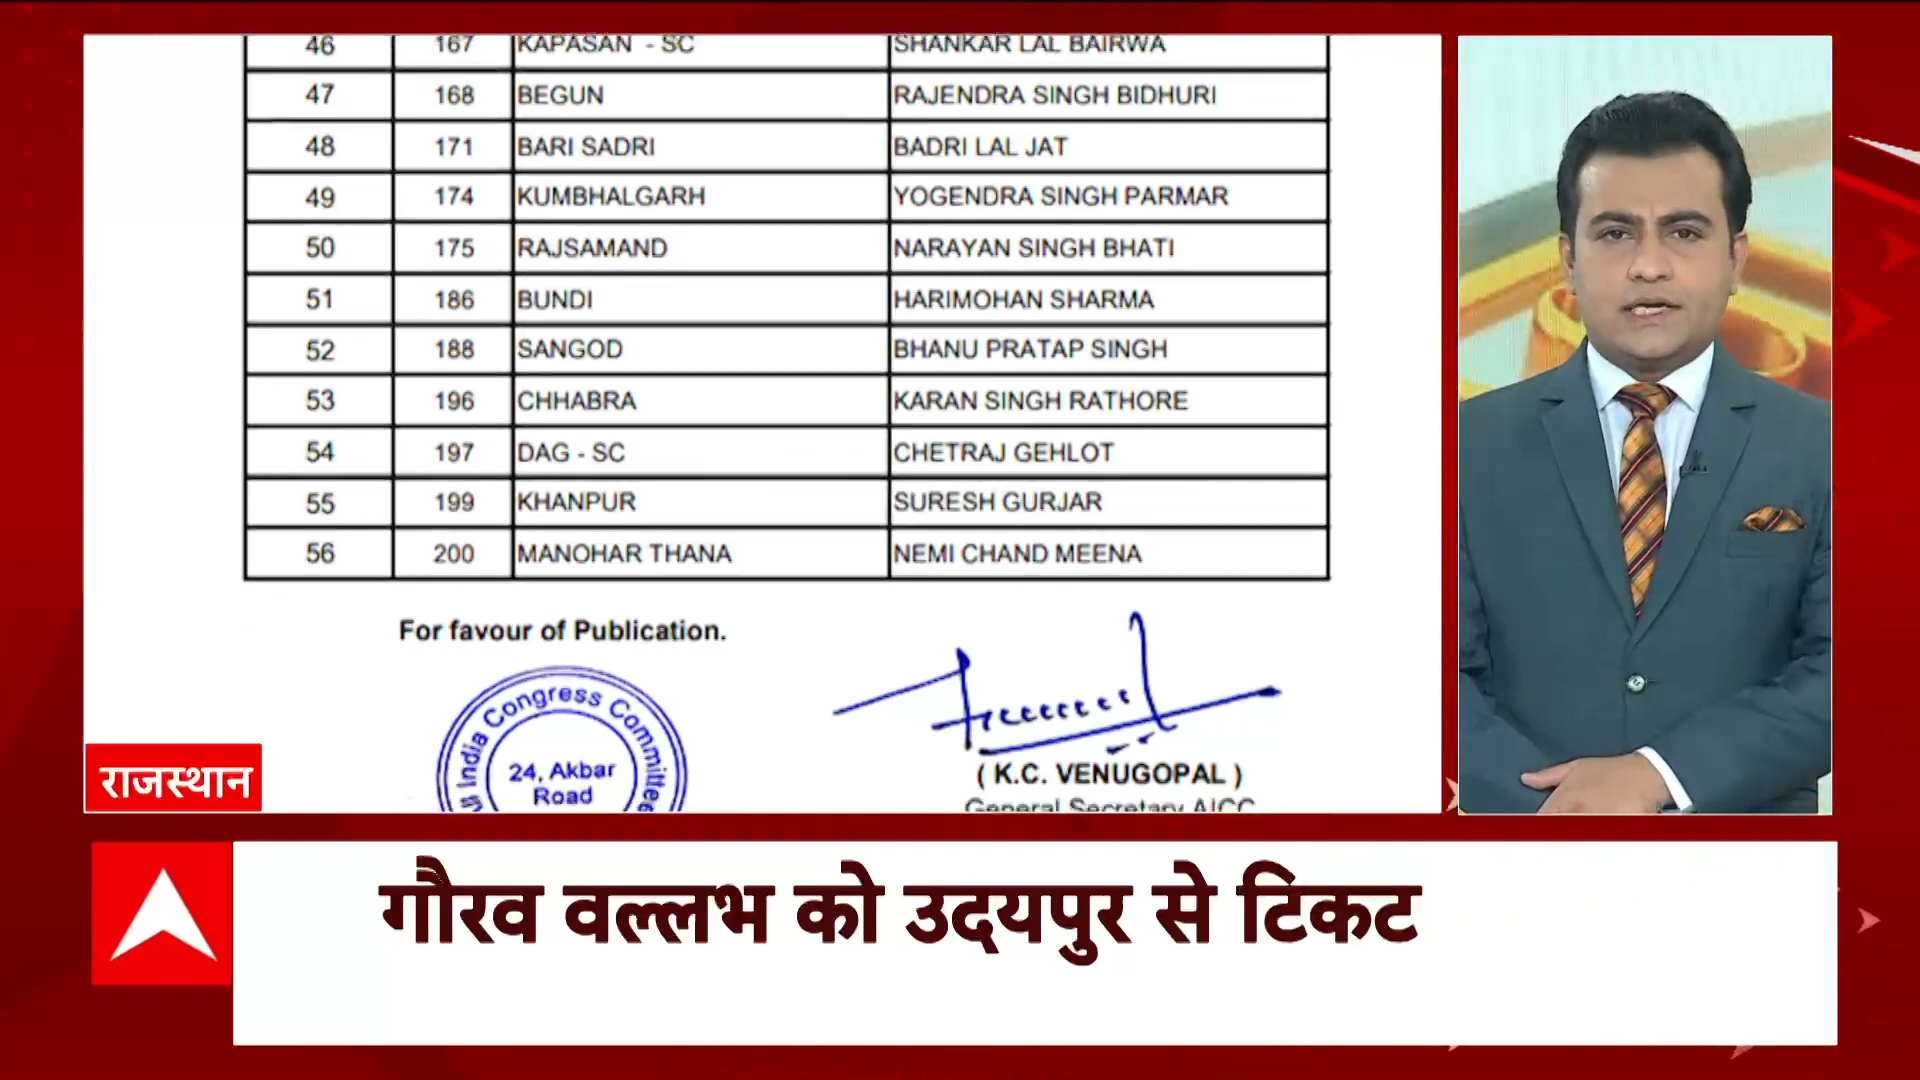 46 167 KAPASAN - SC SHANKAR LAL BAIRWA
47 168 BEGUN RAJENDRA SINGH BIDHURI
48 171 BARI SADRI BADRI LAL JAT
49 174 KUMBHALGARH YOGENDRA SINGH PARMAR
50 175 RAJSAMAND NARAYAN SINGH BHATI
51 186 BUNDI HARIMOHAN SHARMA
52 188 SANGOD BHANU PRATAP SINGH
53 196 CHHABRA KARAN SINGH RATHORE
54 197 DAG - SC CHETRAJ GEHLOT
55 199 KHANPUR SURESH GURJAR
56 200 MANOHAR THANA NEMI CHAND MEENA
For favour of Publication.
India Congress Committee
24, Akbar
Road
( K.C. VENUGOPAL )
General Secretary AICC
राजस्थान
गौरव वल्लभ को उदयपुर से टिकट